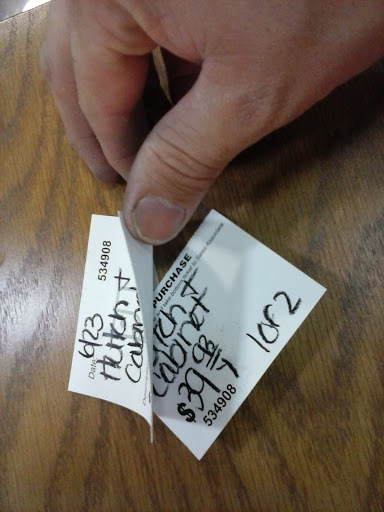 534908
Date 6/23
Hutch +
Cabinet
PURCHASE
Hutch +
Cabinet
$39.98
534908
1 of 2